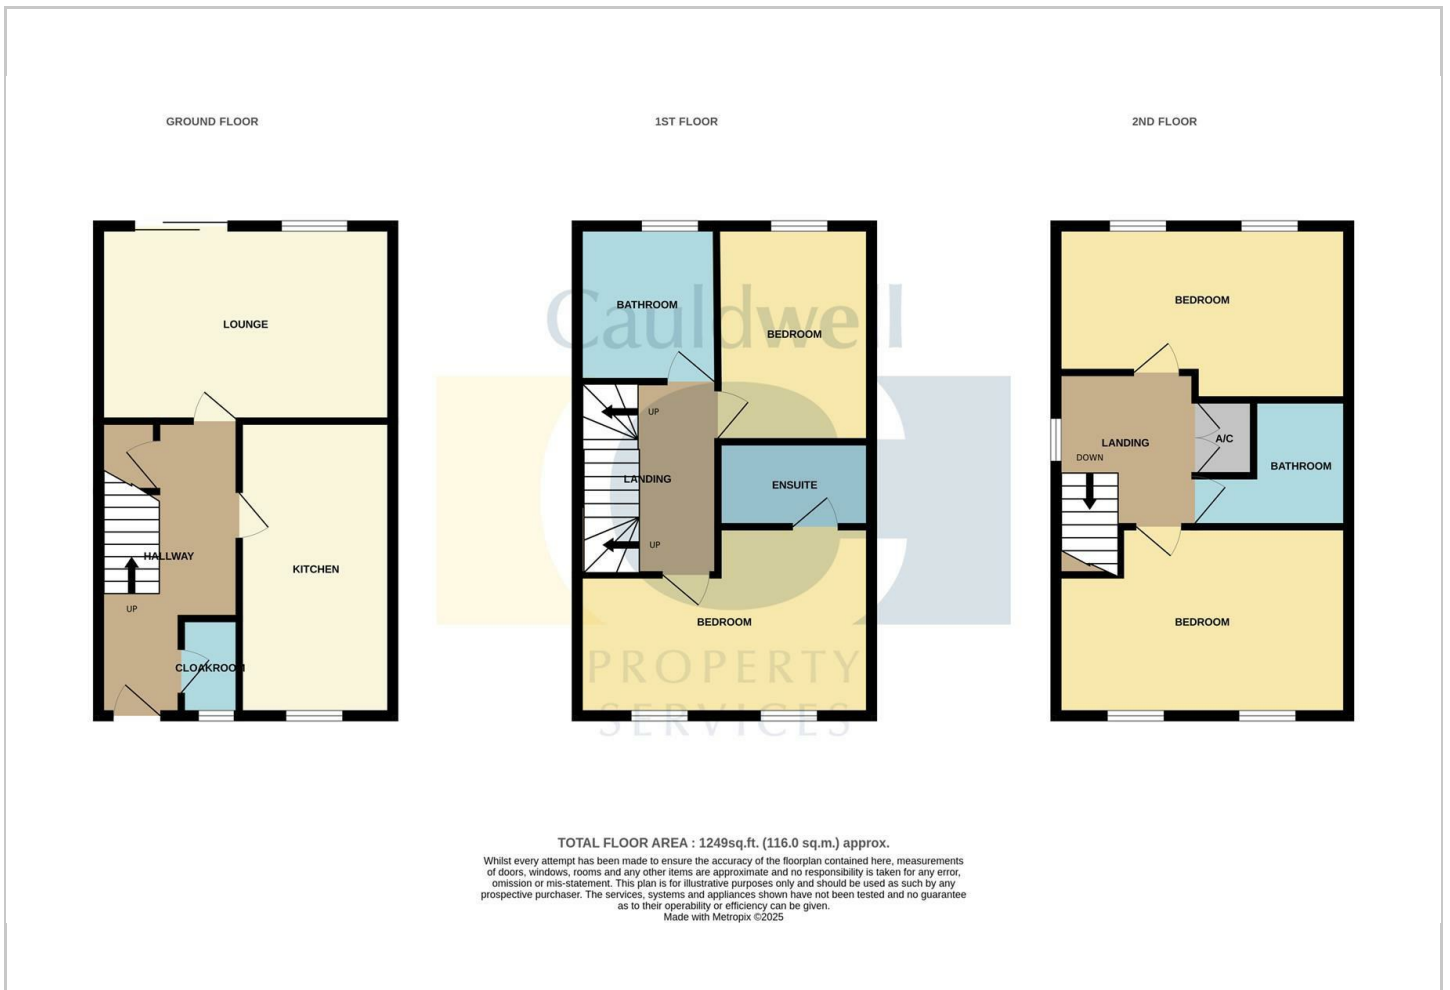 GROUND FLOOR
1ST FLOOR
2ND FLOOR
LOUNGE
HALLWAY
UP
CLOAKROOM
KITCHEN
BATHROOM
BEDROOM
UP
LANDING
ENSUITE
UP
BEDROOM
BEDROOM
LANDING
DOWN
A/C
BATHROOM
BEDROOM
Cauldwell
PROPERTY
SERVICES
TOTAL FLOOR AREA : 1249sq.ft. (116.0 sq.m.) approx.
Whilst every attempt has been made to ensure the accuracy of the floorplan contained here, measurements
of doors, windows, rooms and any other items are approximate and no responsibility is taken for any error,
omission or mis-statement. This plan is for illustrative purposes only and should be used as such by any
prospective purchaser. The services, systems and appliances shown have not been tested and no guarantee
as to their operability or efficiency can be given.
Made with Metropix ©2025